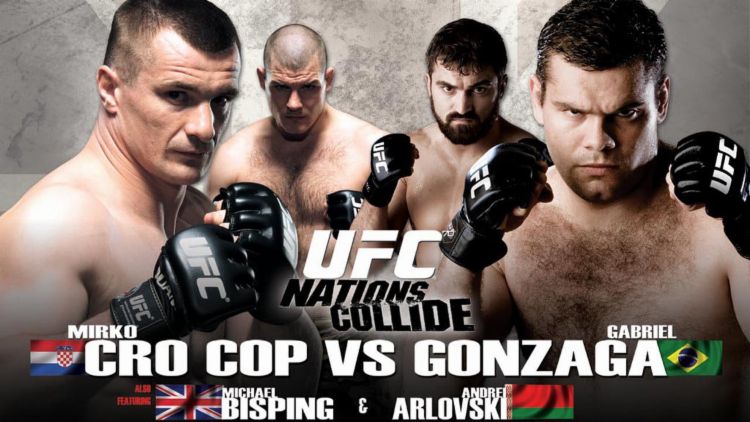 UFC
UFC
UFC
UFC
UFC
UFC
NATIONS
COLLIDE
MIRKO
GABRIEL
CRO COP VS GONZAGA
ALSO
FEATURING
MICHAEL
BISPING
&
ANDREI
ARLOVSKI